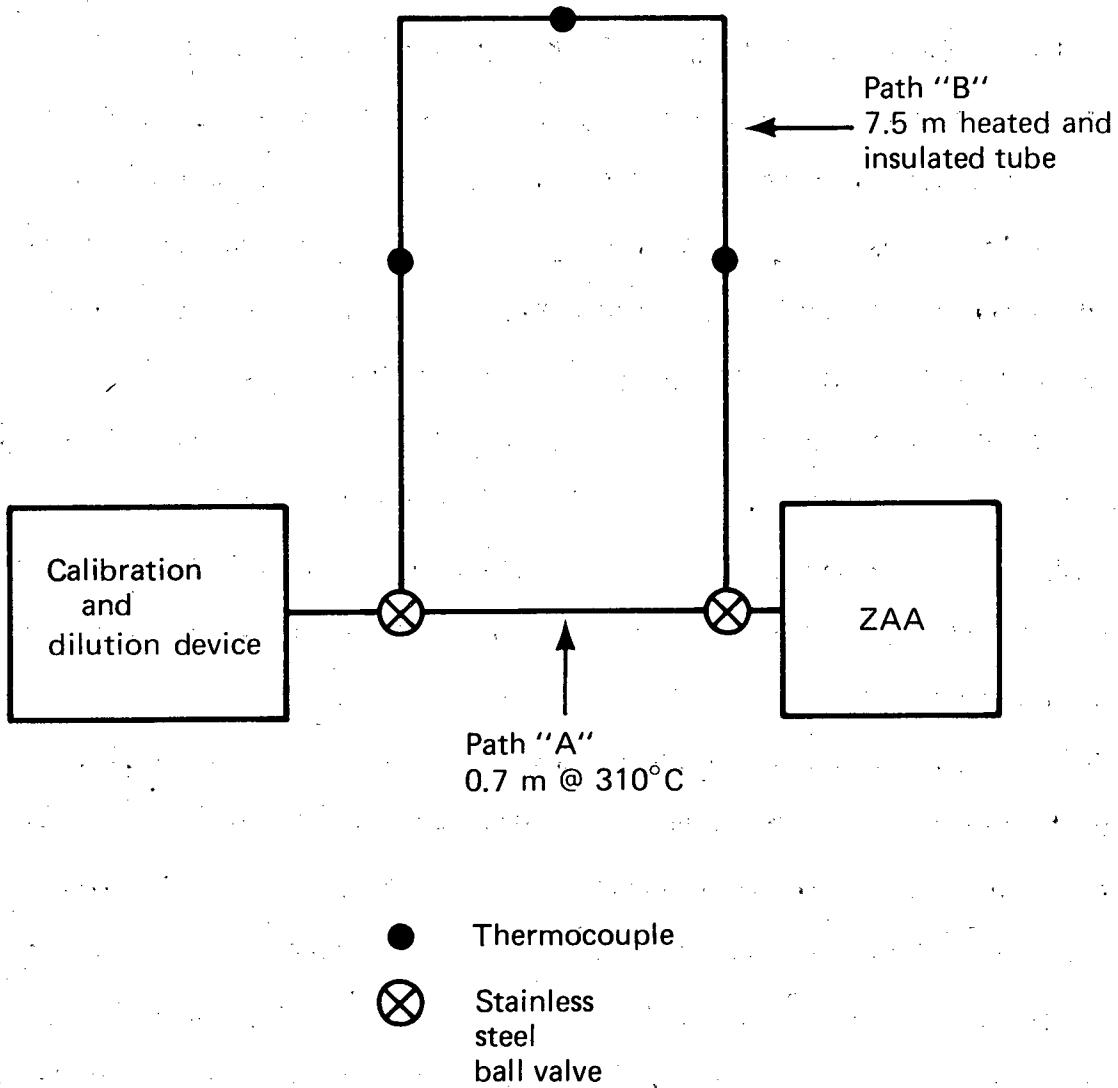 Path "B"
7.5 m heated and
insulated tube
Calibration
and
dilution device
ZAA
Path "A"
0.7 m @ 310°C
Thermocouple
Stainless
steel
ball valve